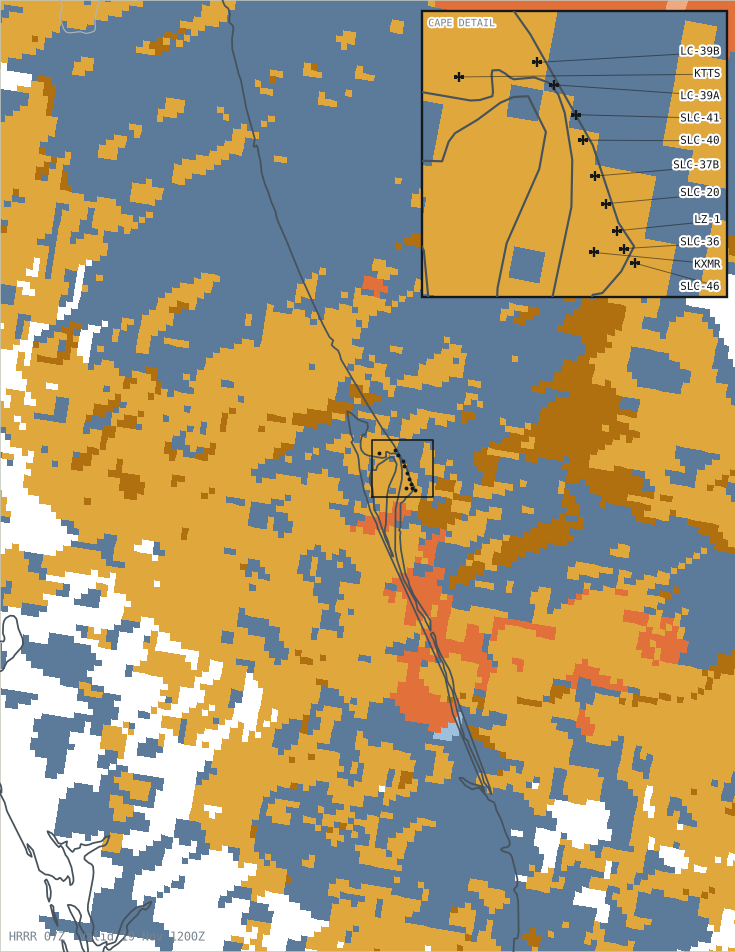 CAPE DETAIL
LC-39B
KTTS
LC-39A
SLC-41
SLC-40
SLC-37B
SLC-20
LZ-1
SLC-36
KXMR
SLC-46
HRRR 1200Z